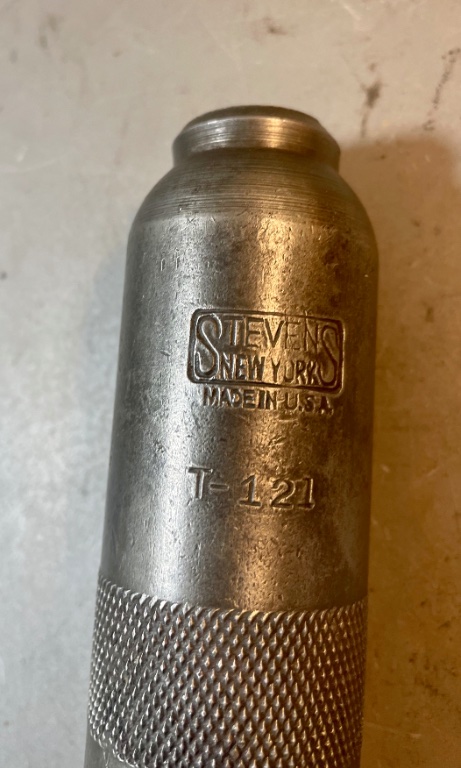 STEVENS
NEW YORK
MADE IN U.S.A.
T-121